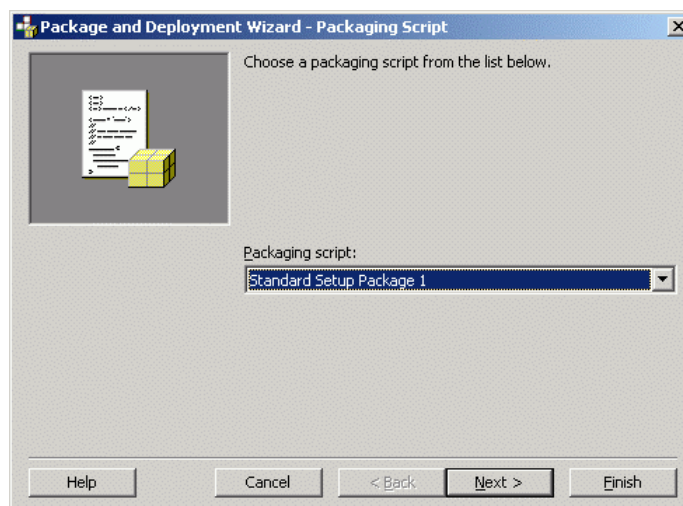 Package and Deployment Wizard - Packaging Script
Choose a packaging script from the list below.
Packaging script:
Standard Setup Package 1
Help
Cancel
< Back
Next >
Finish